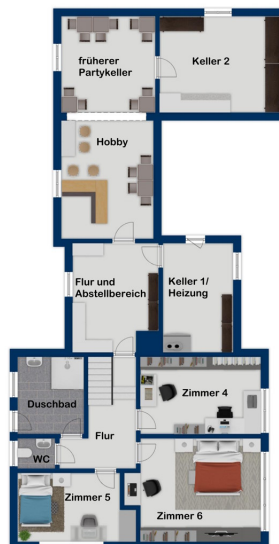 früherer
Partykeller
Keller 2
Hobby
Flur und
Abstellbereich
Keller 1/
Heizung
Duschbad
Zimmer 4
Flur
WC
Zimmer 5
Zimmer 6